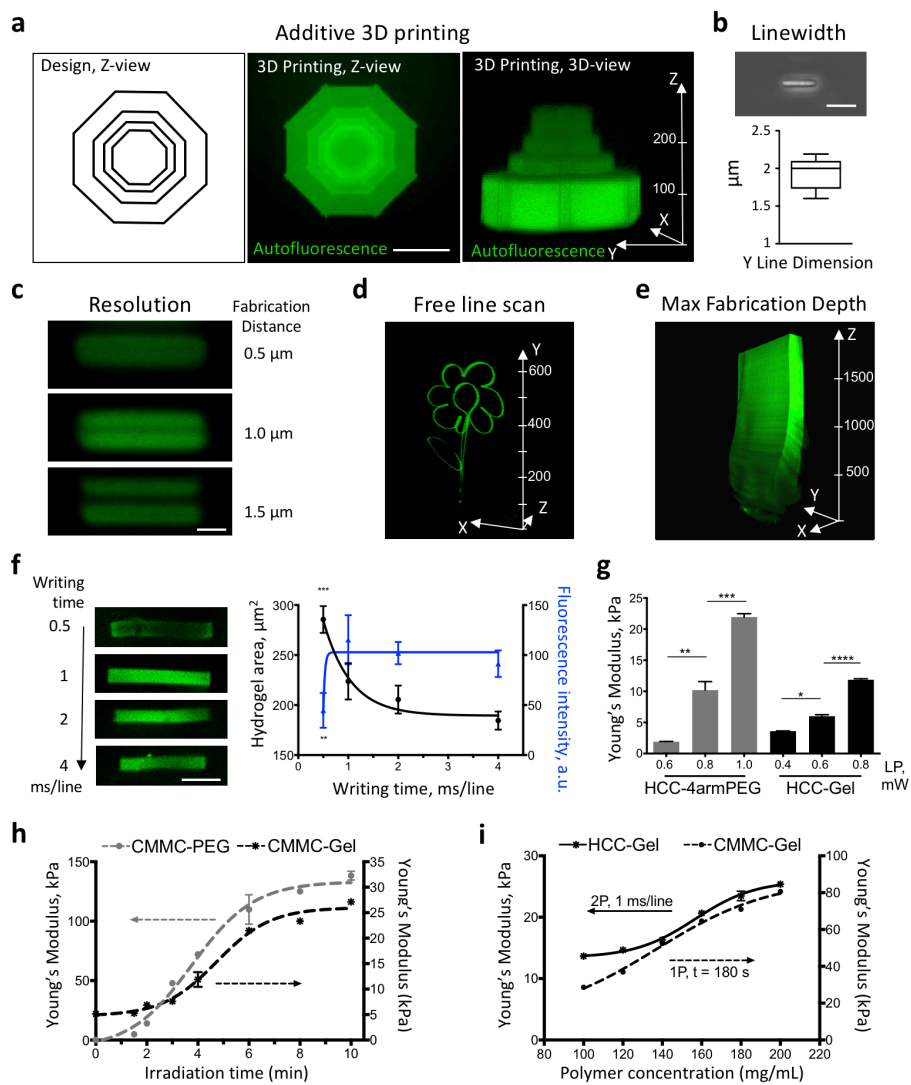 a
Additive 3D printing
Design, Z-view
3D Printing, Z-view
Autofluorescence
3D Printing, 3D-view
Autofluorescence
Z
200
100
X
Y
b
Linewidth
µm
2.5
2
1.5
1
Y Line Dimension
c
Resolution
Fabrication
Distance
0.5 µm
1.0 µm
1.5 µm
d
Free line scan
Y
600
400
200
Z
X
e
Max Fabrication Depth
Z
1500
1000
500
Y
X
f
Writing
time
0.5
1
2
4
ms/line
Hydrogel area, µm²
300
250
200
150
***
**
150
100
50
0
Fluorescence intensity, a.u.
0 1 2 3 4
Writing time, ms/line
g
Young's Modulus, kPa
25
20
15
10
5
0
** *** * ****
0.6 0.8 1.0 0.4 0.6 0.8
LP,
mW
HCC-4armPEG HCC-Gel
h
CMMC-PEG CMMC-Gel
Young's Modulus, kPa
150
100
50
0
35
30
25
20
15
10
5
0
Young's Modulus (kPa)
0 2 4 6 8 10
Irradiation time (min)
i
HCC-Gel CMMC-Gel
Young's Modulus, kPa
30
20
10
0
2P, 1 ms/line
1P, t = 180 s
100
80
60
40
20
0
Young's Modulus (kPa)
80 100 120 140 160 180 200 220
Polymer concentration (mg/mL)